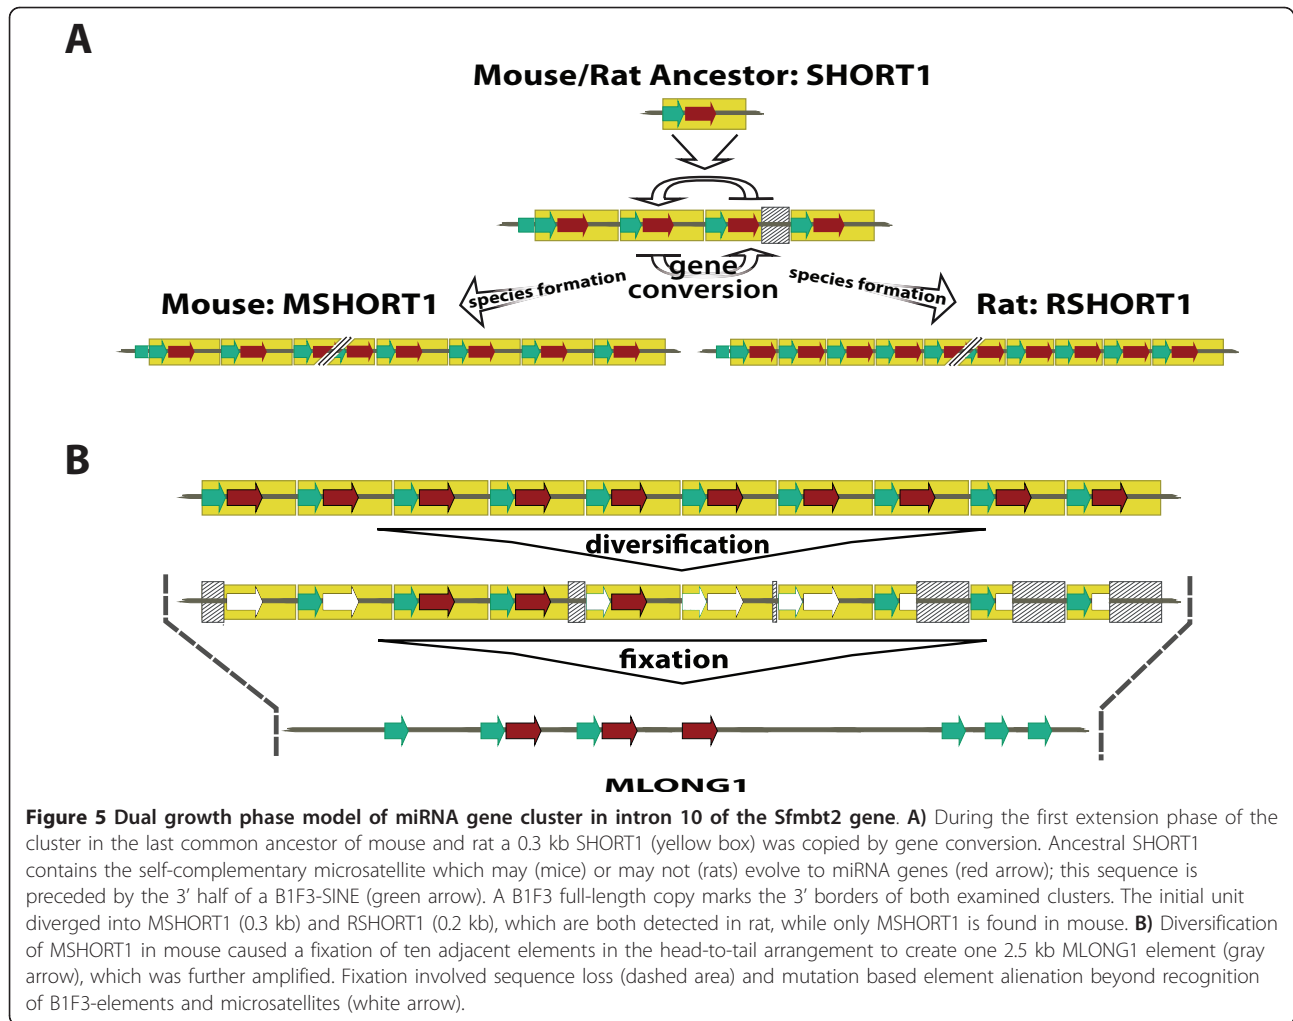 A
Mouse/Rat Ancestor: SHORT1
gene
conversion
species formation
species formation
Mouse: MSHORT1
Rat: RSHORT1
B
diversification
fixation
MLONG1
Figure 5 Dual growth phase model of miRNA gene cluster in intron 10 of the Sfmbt2 gene. A) During the first extension phase of the
cluster in the last common ancestor of mouse and rat a 0.3 kb SHORT1 (yellow box) was copied by gene conversion. Ancestral SHORT1
contains the self-complementary microsatellite which may (mice) or may not (rats) evolve to miRNA genes (red arrow); this sequence is
preceded by the 3’ half of a B1F3-SINE (green arrow). A B1F3 full-length copy marks the 3’ borders of both examined clusters. The initial unit
diverged into MSHORT1 (0.3 kb) and RSHORT1 (0.2 kb), which are both detected in rat, while only MSHORT1 is found in mouse. B) Diversification
of MSHORT1 in mouse caused a fixation of ten adjacent elements in the head-to-tail arrangement to create one 2.5 kb MLONG1 element (gray
arrow), which was further amplified. Fixation involved sequence loss (dashed area) and mutation based element alienation beyond recognition
of B1F3-elements and microsatellites (white arrow).